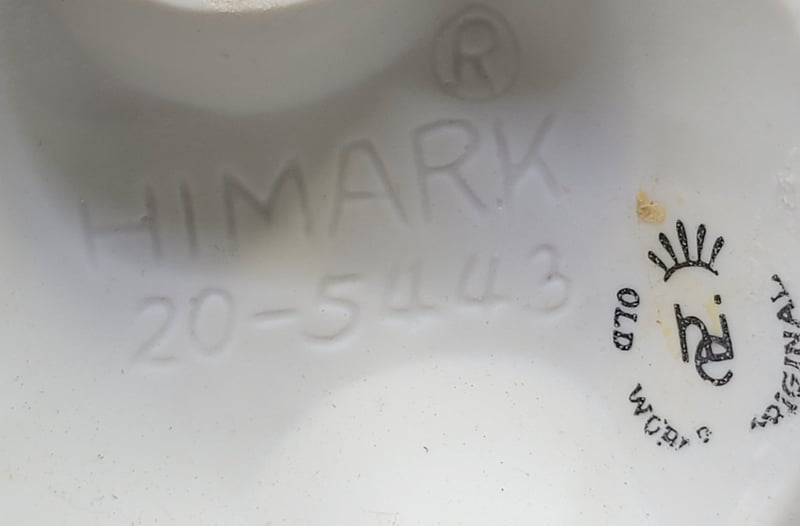 ®
HIMARK
20-5443
OLD WORLD ORIGINAL